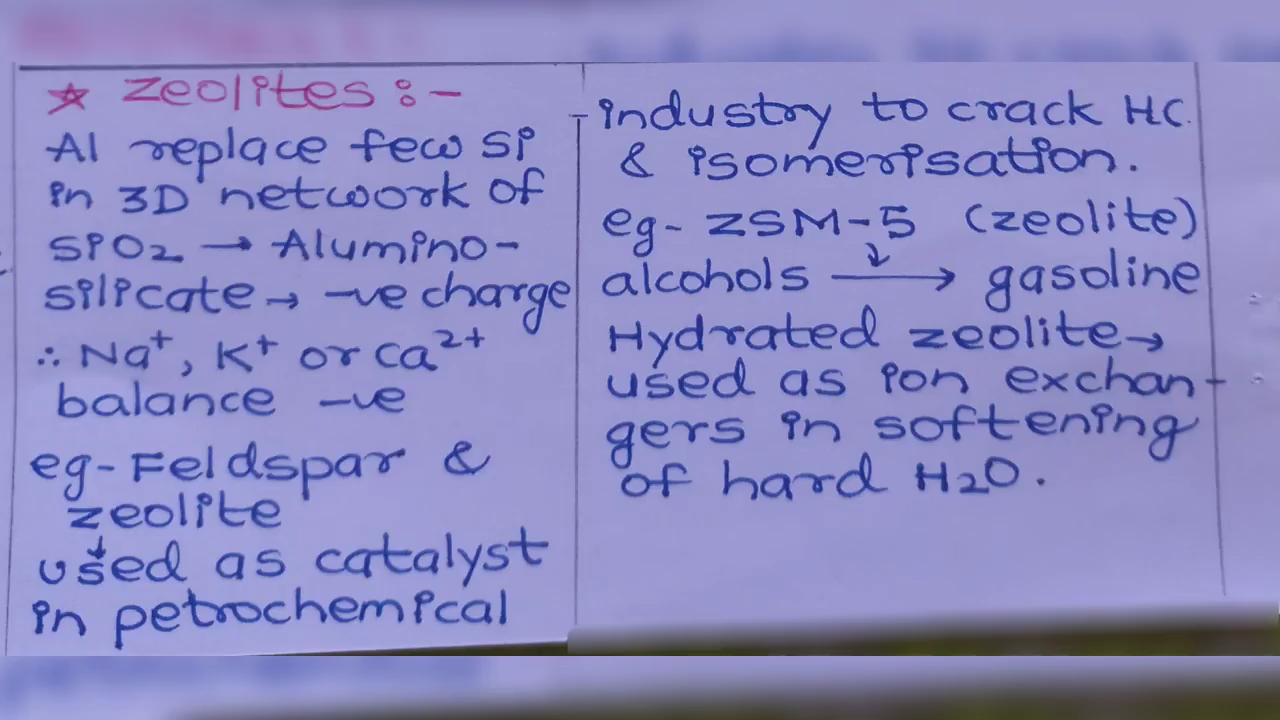 ★ Zeolites :-
Al replace few Si
in 3D network of
SiO2 → Alumino-
silicate → -ve charge
∴ Na⁺, K⁺ or Ca²⁺
balance -ve
eg- Feldspar &
zeolite
↓
used as catalyst
in petrochemical
industry to crack HC.
& isomerisation.
eg- ZSM-5 (zeolite)
↓
alcohols → gasoline
Hydrated zeolite →
used as ion exchan-
gers in softening
of hard H2O.